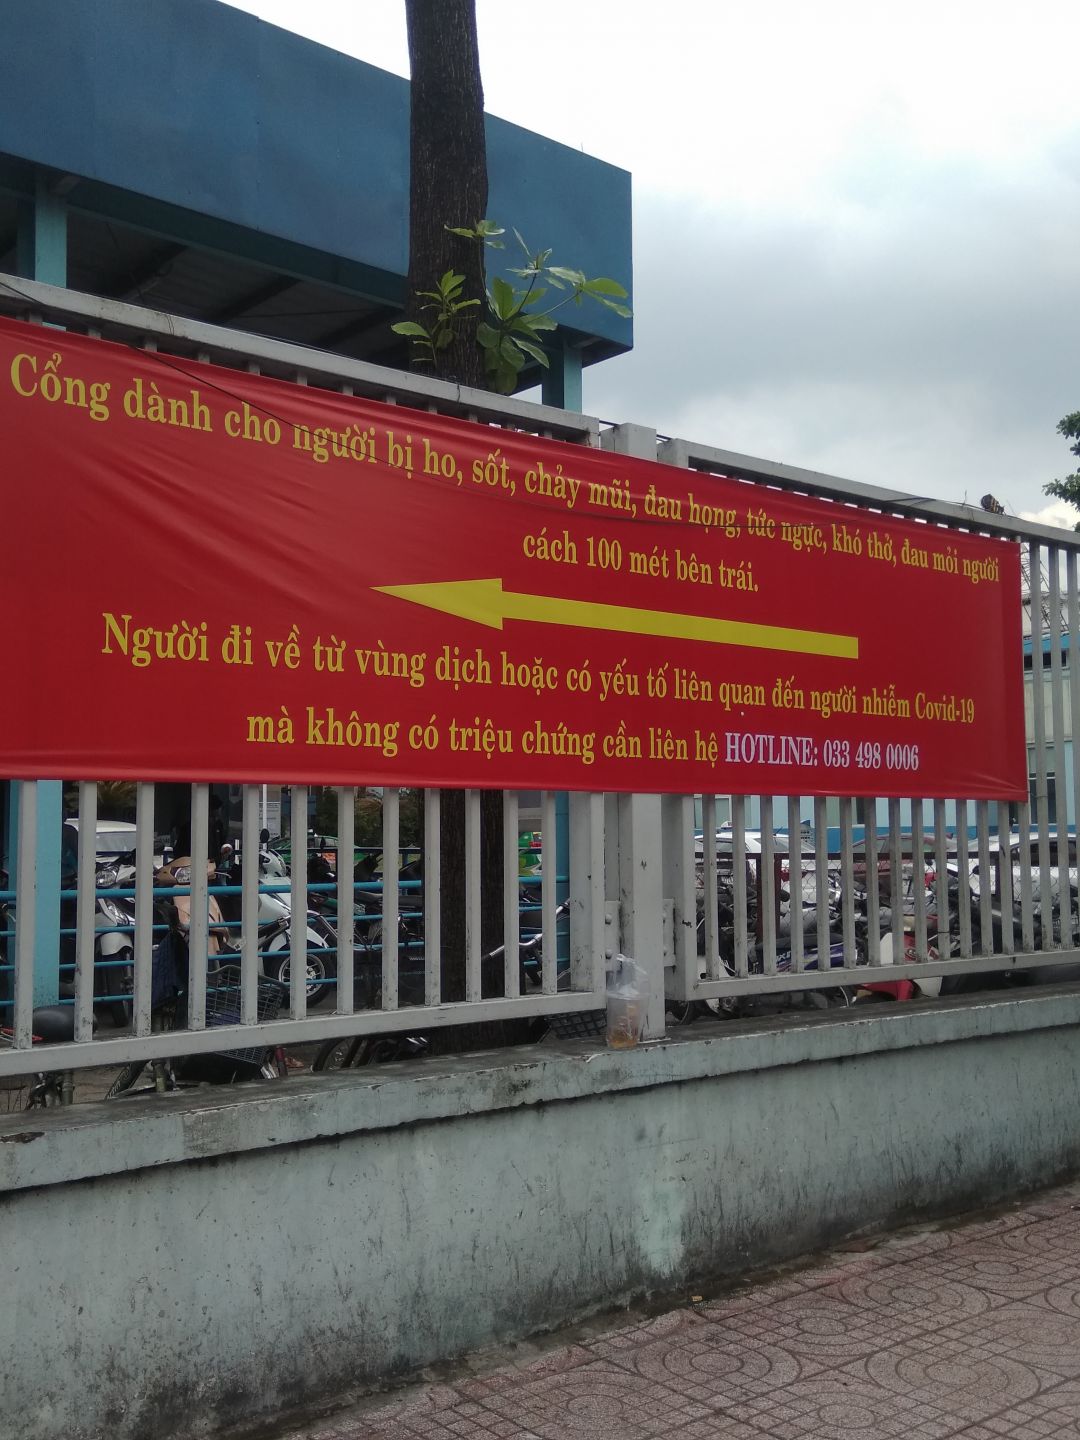 Cổng dành cho người bị ho, sốt, chảy mũi, đau họng, tức ngực, khó thở, đau mỏi người
cách 100 mét bên trái.
Người đi về từ vùng dịch hoặc có yếu tố liên quan đến người nhiễm Covid-19
mà không có triệu chứng cần liên hệ HOTLINE: 033 498 0006